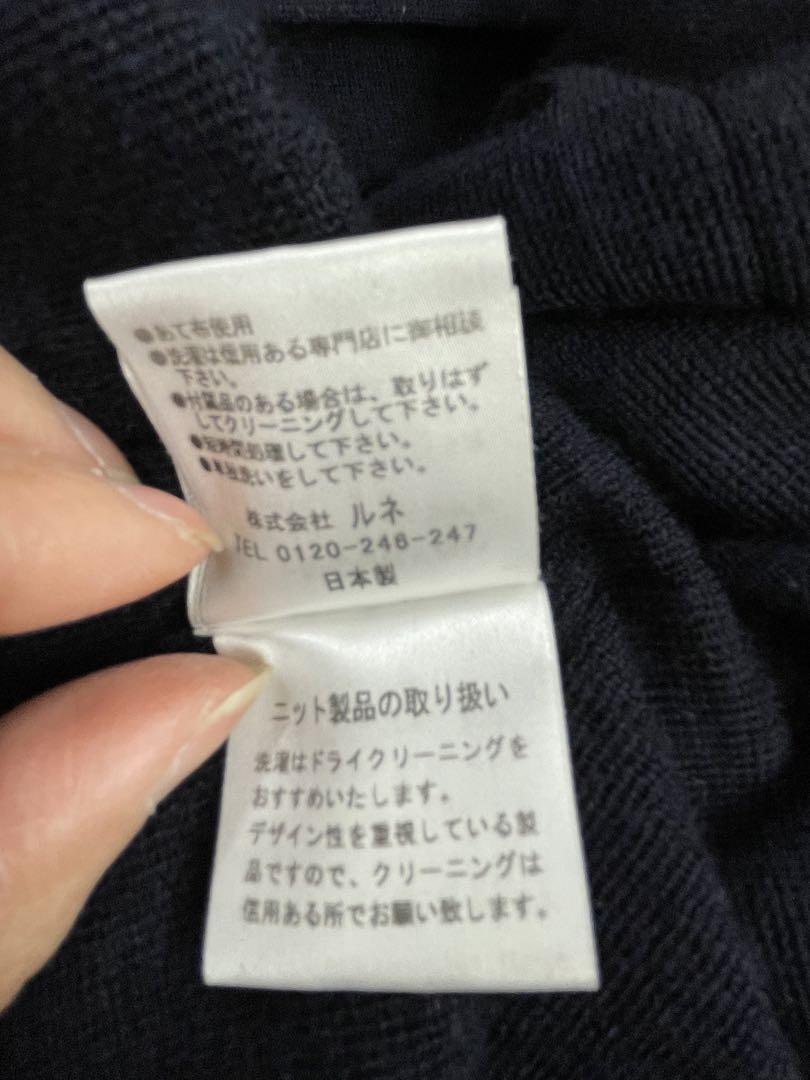 ●あて布使用
●洗濯は信用ある専門店に御相談
下さい。
●付属品のある場合は、取りはず
してクリーニングして下さい。
●短時間処理して下さい。
洗いをして下さい。
株式会社 ルネ
TEL 0120-246-247
日本製
ニット製品の取り扱い
洗濯はドライクリーニングを
おすすめいたします。
デザイン性を重視している製
品ですので、クリーニングは
信用ある所でお願い致します。